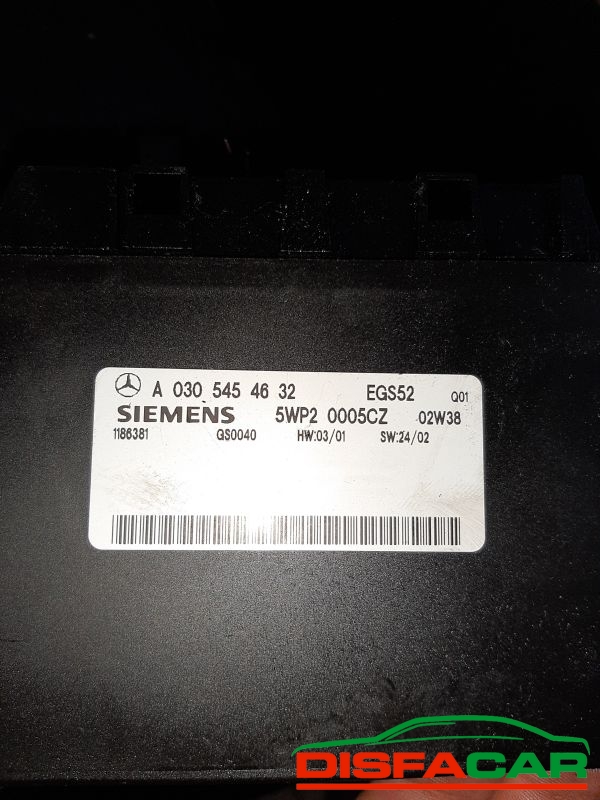 A 030 545 46 32 EGS52 Q01
SIEMENS 5WP2 0005CZ 02W38
1186381 GS0040 HW:03/01 SW:24/02
DISFACAR